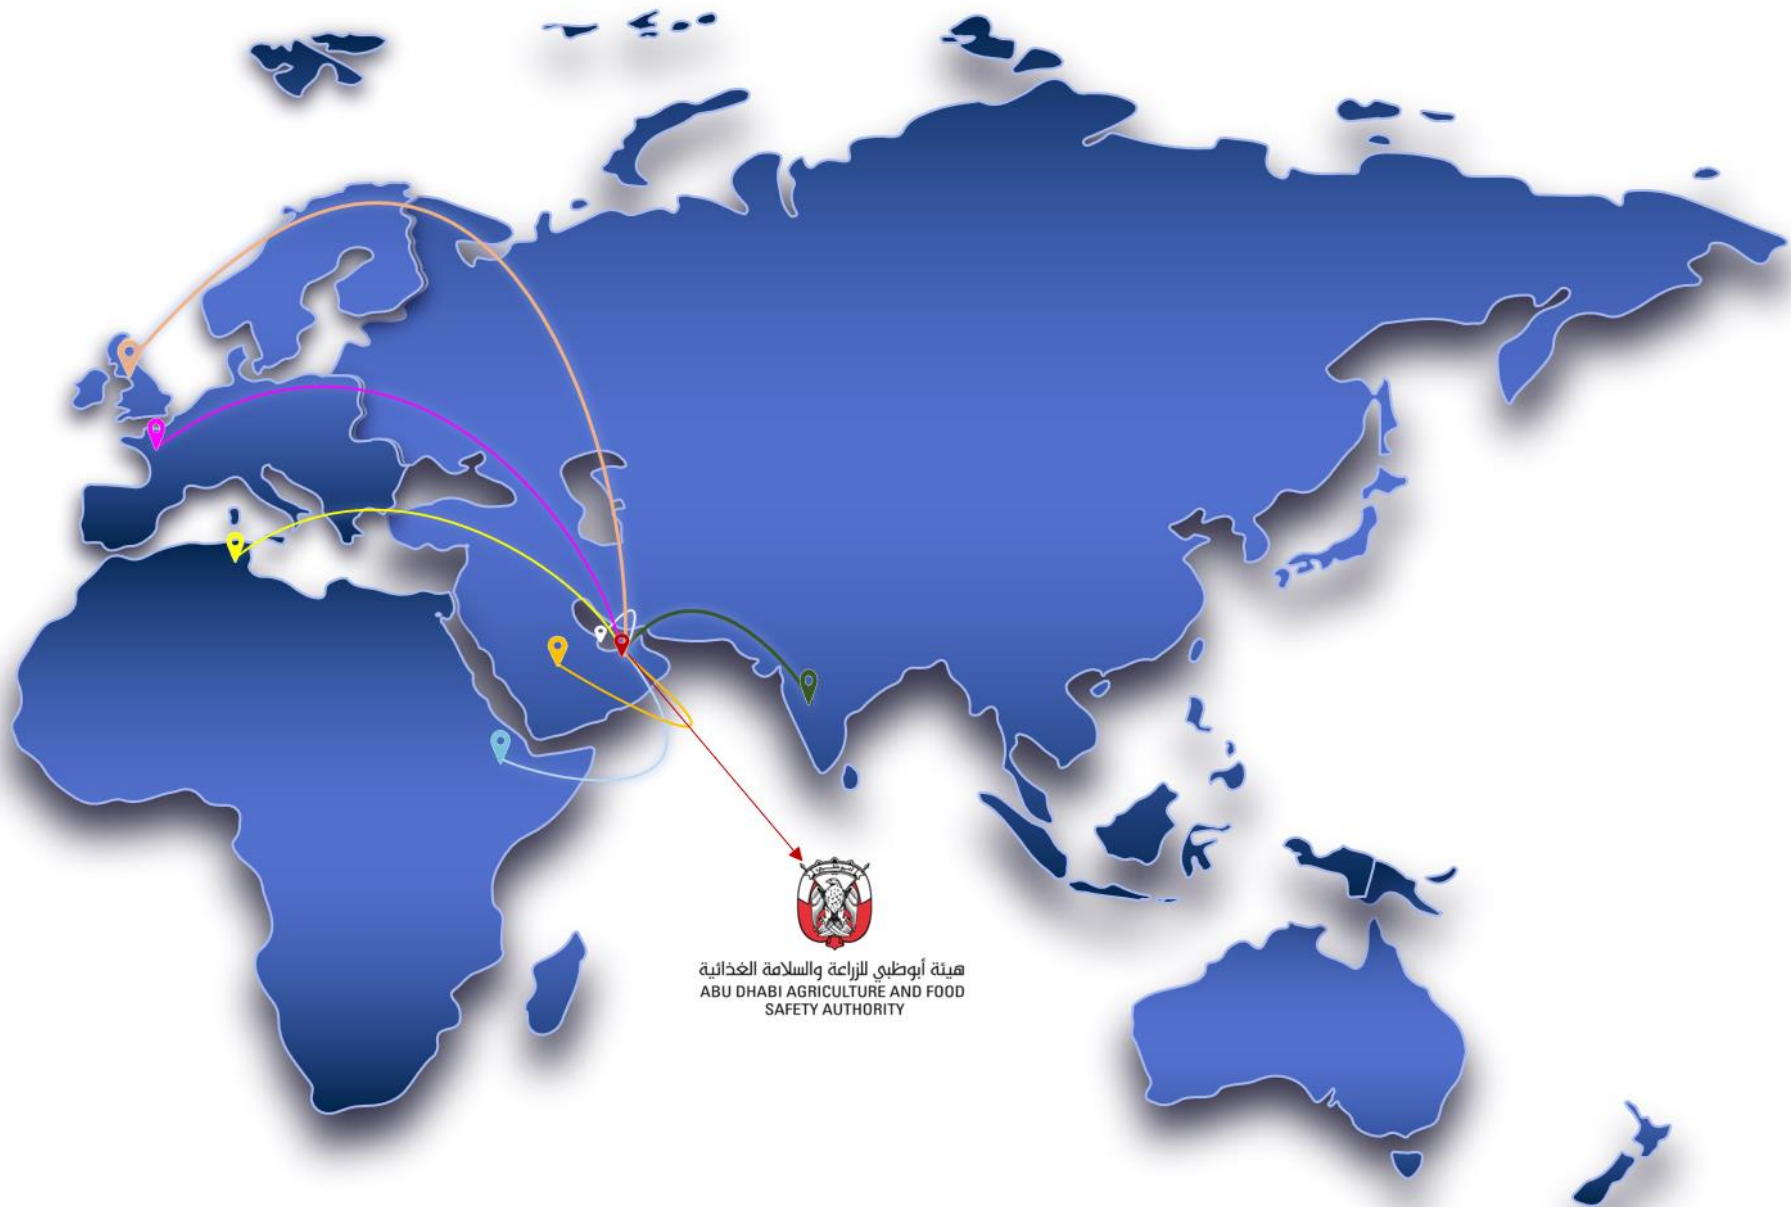 هيئة أبوظبي للزراعة والسلامة الغذائية
ABU DHABI AGRICULTURE AND FOOD
SAFETY AUTHORITY